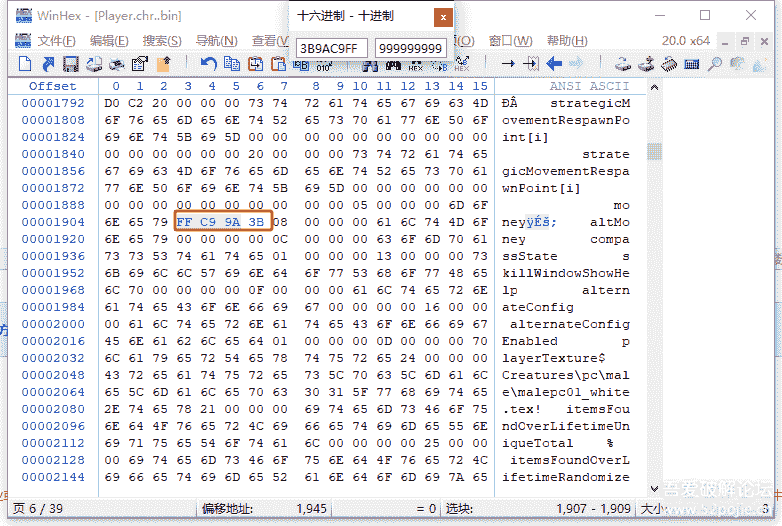 WinHex - [Player.chr..bin]
十六进制 - 十进制
x
3B9AC9FF 999999999
文件(F) 编辑(E) 搜索(S) 导航(N) 查看(V) 窗口(W) 帮助(H) 20.0 x64
Offset 0 1 2 3 4 5 6 7 8 9 10 11 12 13 14 15 ANSI ASCII
00001792 D0 C2 20 00 00 00 73 74 72 61 74 65 67 69 63 4D ÐÂ strategicM
00001808 6F 76 65 6D 65 6E 74 52 65 73 70 61 77 6E 50 6F ovementRespawnPo
00001824 69 6E 74 5B 69 5D 00 00 00 00 00 00 00 00 00 00 int[i]
00001840 00 00 00 00 00 20 00 00 00 73 74 72 61 74 65 strate
00001856 67 69 63 4D 6F 76 65 6D 65 6E 74 52 65 73 70 61 gicMovementRespa
00001872 77 6E 50 6F 69 6E 74 5B 69 5D 00 00 00 00 00 00 wnPoint[i]
00001888 00 00 00 00 00 00 00 00 00 00 05 00 00 00 6D 6F mo
00001904 6E 65 79 FF C9 9A 3B 08 00 00 00 61 6C 74 4D 6F neyÿÉš; altMo
00001920 6E 65 79 00 00 00 00 0C 00 00 00 63 6F 6D 70 61 ney compa
00001936 73 73 53 74 61 74 65 01 00 00 00 13 00 00 00 73 ssState s
00001952 6B 69 6C 6C 57 69 6E 64 6F 77 53 68 6F 77 48 65 killWindowShowHe
00001968 6C 70 00 00 00 00 0F 00 00 00 61 6C 74 65 72 6E lp altern
00001984 61 74 65 43 6F 6E 66 69 67 00 00 00 00 16 00 00 ateConfig
00002000 00 61 6C 74 65 72 6E 61 74 65 43 6F 6E 66 69 67 alternateConfig
00002016 45 6E 61 62 6C 65 64 01 00 00 00 0D 00 00 00 70 Enabled p
00002032 6C 61 79 65 72 54 65 78 74 75 72 65 24 00 00 00 layerTexture$
00002048 43 72 65 61 74 75 72 65 73 5C 70 63 5C 6D 61 6C Creatures\pc\mal
00002064 65 5C 6D 61 6C 65 70 63 30 31 5F 77 68 69 74 65 e\malepc01_white
00002080 2E 74 65 78 21 00 00 00 69 74 65 6D 73 46 6F 75 .tex! itemsFou
00002096 6E 64 4F 76 65 72 4C 69 66 65 74 69 6D 65 55 6E ndOverLifetimeUn
00002112 69 71 75 65 54 6F 74 61 6C 00 00 00 00 25 00 00 iqueTotal %
00002128 00 69 74 65 6D 73 46 6F 75 6E 64 4F 76 65 72 4C itemsFoundOverL
00002144 69 66 65 74 69 6D 65 52 61 6E 64 6F 6D 69 7A 65 ifetimeRandomize
页 6 / 39 偏移地址: 1,945 = 0 选块: 1,907 - 1,909 大小: 3
吾爱破解论坛
www.52pojie.cn